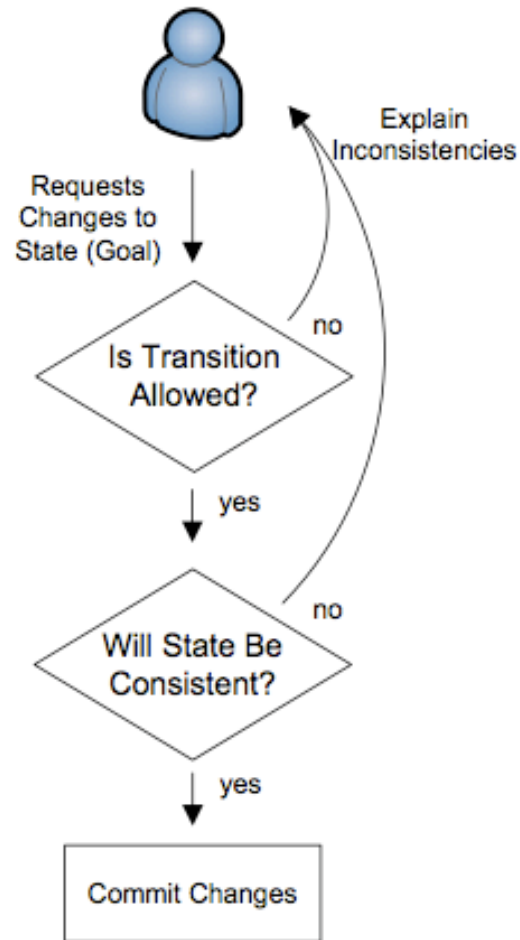 Explain
Inconsistencies
Requests
Changes to
State (Goal)
no
Is Transition
Allowed?
yes
no
Will State Be
Consistent?
yes
Commit Changes